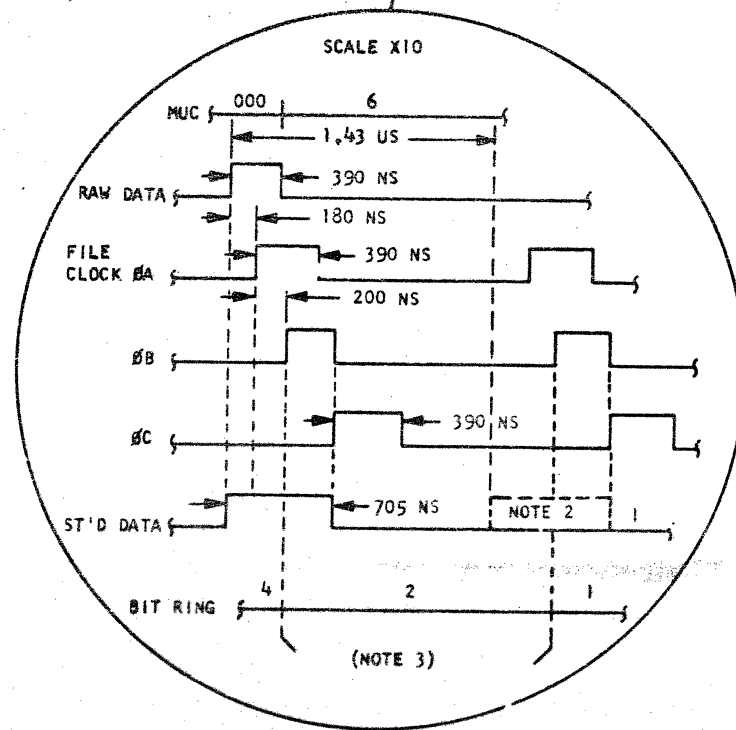 SCALE X10
000 6
MUC
1.43 US
390 NS
RAW DATA
180 NS
FILE
CLOCK ØA
390 NS
200 NS
ØB
ØC
390 NS
ST'D DATA
705 NS
NOTE 2
1
4 2 1
BIT RING
(NOTE 3)